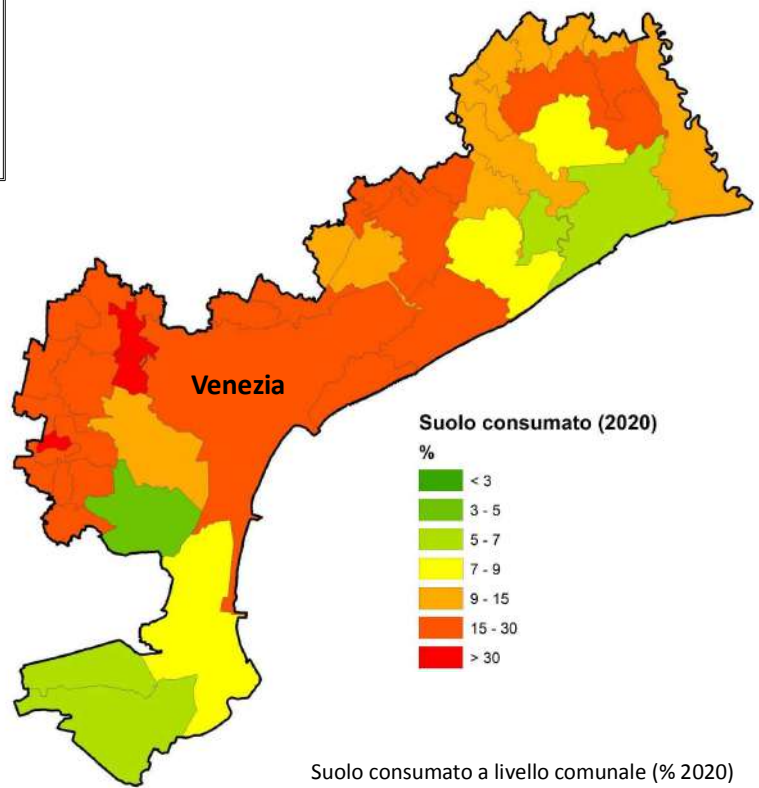 Venezia
Suolo consumato (2020)
%
< 3
3 - 5
5 - 7
7 - 9
9 - 15
15 - 30
> 30
Suolo consumato a livello comunale (% 2020)